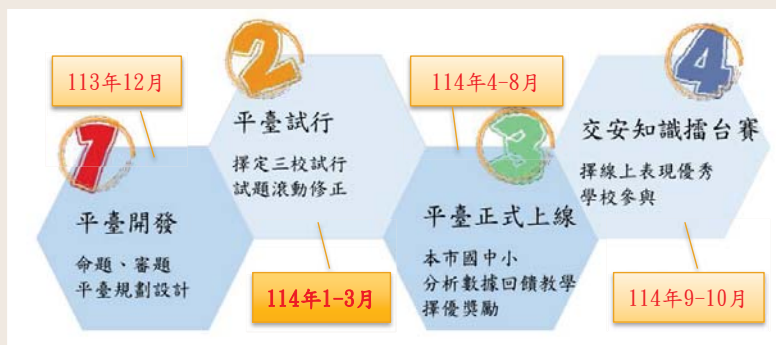 113年12月
1
平臺開發
命題、審題
平臺規劃設計
2
平臺試行
擇定三校試行
試題滾動修正
114年1-3月
114年4-8月
3
平臺正式上線
本市國中小
分析數據回饋教學
擇優獎勵
4
交安知識擂台賽
擇線上表現優秀
學校參與
114年9-10月